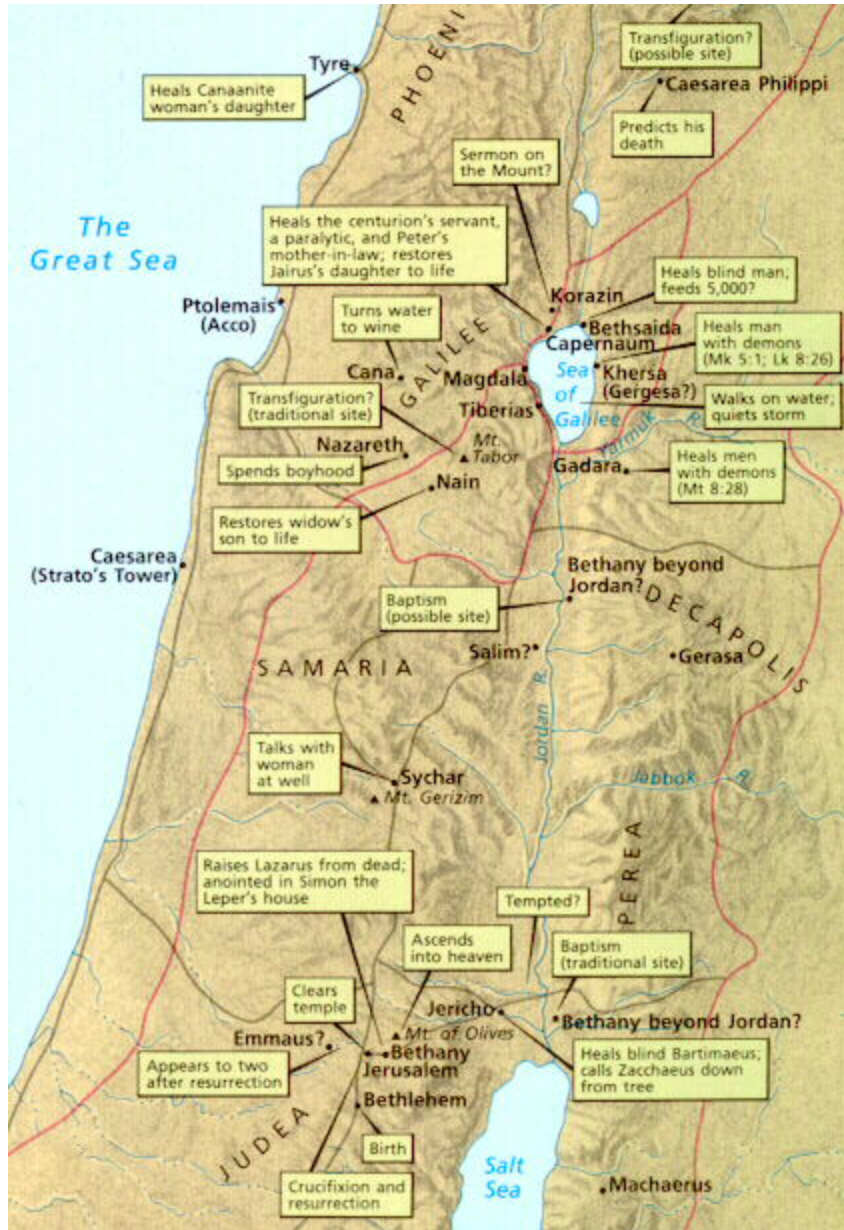 Transfiguration?
(possible site)
Tyre
PHOENI
Caesarea Philippi
Heals Canaanite
woman's daughter
Predicts his
death
Sermon on
the Mount?
The
Great Sea
Heals the centurion's servant,
a paralytic, and Peter's
mother-in-law; restores
Jairus's daughter to life
Heals blind man;
feeds 5,000?
Korazin
Ptolemais
(Acco)
Turns water
to wine
Bethsaida
Capernaum
Heals man
with demons
(Mk 5:1; Lk 8:26)
GALILEE
Cana
Magdala
Sea
of
Galilee
Khersa
(Gergesa?)
Transfiguration?
(traditional site)
Tiberias
Walks on water;
quiets storm
Yarmuk R.
Nazareth
Mt.
Tabor
Spends boyhood
Gadara
Heals men
with demons
(Mt 8:28)
Nain
Restores widow's
son to life
Caesarea
(Strato's Tower)
Bethany beyond
Jordan?
Baptism
(possible site)
DECAPOLIS
SAMARIA
Salim?
Gerasa
Jordan R.
Talks with
woman
at well
Sychar
Mt. Gerizim
Jabbok R.
PEREA
Raises Lazarus from dead;
anointed in Simon the
Leper's house
Tempted?
Ascends
into heaven
Baptism
(traditional site)
Clears
temple
Jericho
Bethany beyond Jordan?
Emmaus?
Mt. of Olives
Bethany
Jerusalem
Appears to two
after resurrection
Heals blind Bartimaeus;
calls Zacchaeus down
from tree
Bethlehem
JUDEA
Birth
Salt
Sea
Crucifixion and
resurrection
Machaerus